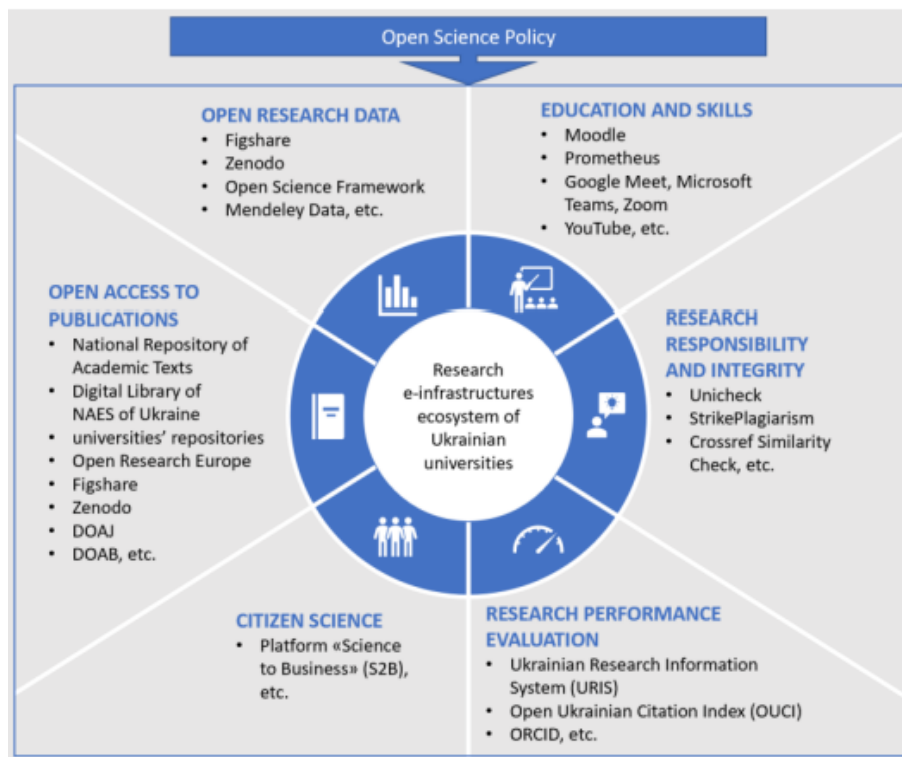 Open Science Policy
OPEN RESEARCH DATA
• Figshare
• Zenodo
• Open Science Framework
• Mendeley Data, etc.
EDUCATION AND SKILLS
• Moodle
• Prometheus
• Google Meet, Microsoft
Teams, Zoom
• YouTube, etc.
OPEN ACCESS TO
PUBLICATIONS
• National Repository of
Academic Texts
• Digital Library of
NAES of Ukraine
• universities’ repositories
• Open Research Europe
• Figshare
• Zenodo
• DOAJ
• DOAB, etc.
Research
e-infrastructures
ecosystem of
Ukrainian
universities
RESEARCH
RESPONSIBILITY
AND INTEGRITY
• Unicheck
• StrikePlagiarism
• Crossref Similarity
Check, etc.
CITIZEN SCIENCE
• Platform «Science
to Business» (S2B),
etc.
RESEARCH PERFORMANCE
EVALUATION
• Ukrainian Research Information
System (URIS)
• Open Ukrainian Citation Index (OUCI)
• ORCID, etc.